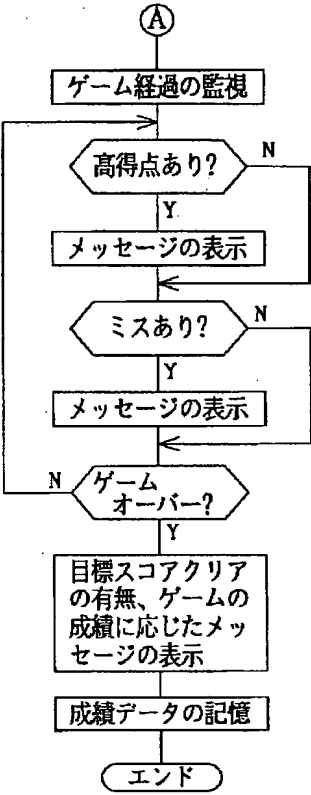 A
ゲーム経過の監視
高得点あり?
N
Y
メッセージの表示
ミスあり?
N
Y
メッセージの表示
N
ゲーム
オーバー?
Y
目標スコアクリア
の有無、ゲームの
成績に応じたメッ
セージの表示
成績データの記憶
エンド